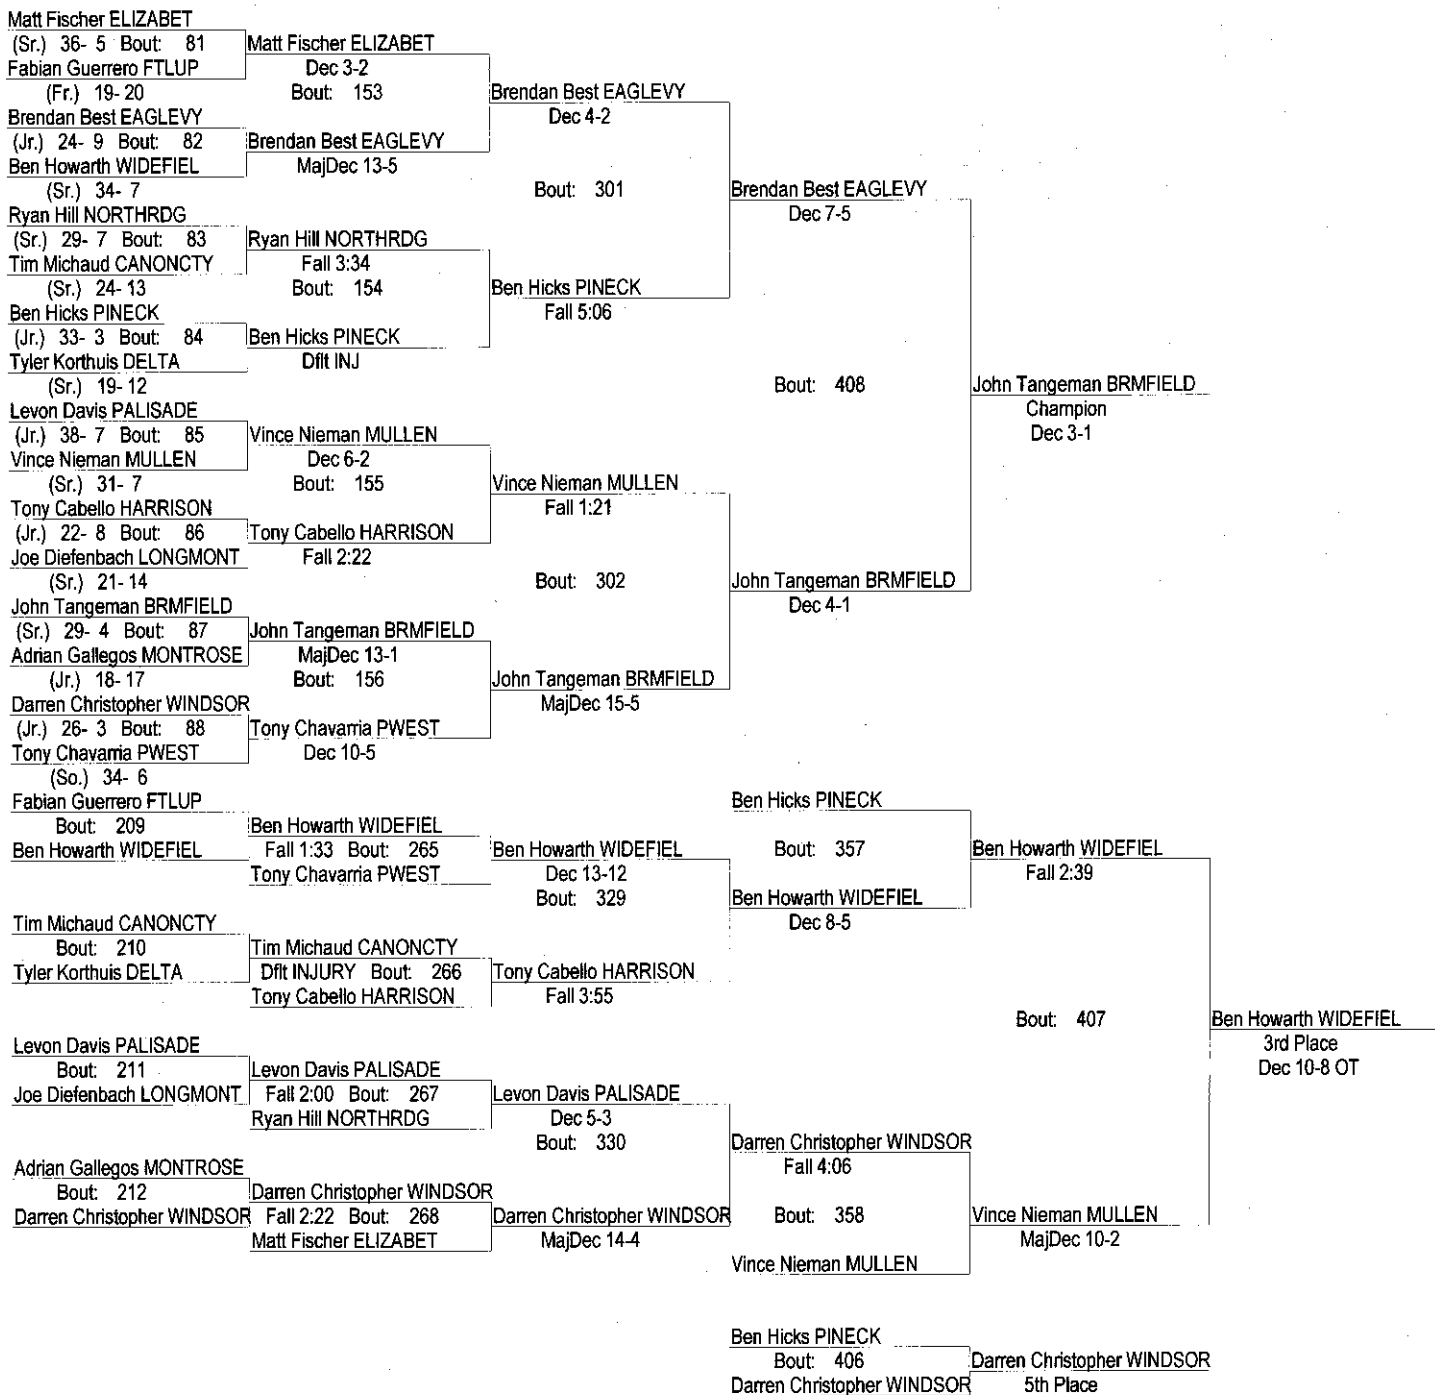 Matt Fischer ELIZABET
(Sr.) 36- 5 Bout: 81
Fabian Guerrero FTLUP
(Fr.) 19- 20
Brendan Best EAGLEVY
(Jr.) 24- 9 Bout: 82
Ben Howarth WIDEFIEL
(Sr.) 34- 7
Ryan Hill NORTHRDG
(Sr.) 29- 7 Bout: 83
Tim Michaud CANONCTY
(Sr.) 24- 13
Ben Hicks PINECK
(Jr.) 33- 3 Bout: 84
Tyler Korthuis DELTA
(Sr.) 19- 12
Levon Davis PALISADE
(Jr.) 38- 7 Bout: 85
Vince Nieman MULLEN
(Sr.) 31- 7
Tony Cabello HARRISON
(Jr.) 22- 8 Bout: 86
Joe Diefenbach LONGMONT
(Sr.) 21- 14
John Tangeman BRMFIELD
(Sr.) 29- 4 Bout: 87
Adrian Gallegos MONTROSE
(Jr.) 18- 17
Darren Christopher WINDSOR
(Jr.) 26- 3 Bout: 88
Tony Chavarria PWEST
(So.) 34- 6
Matt Fischer ELIZABET
Dec 3-2
Bout: 153
Brendan Best EAGLEVY
MajDec 13-5
Ryan Hill NORTHRDG
Fall 3:34
Bout: 154
Ben Hicks PINECK
Dflt INJ
Vince Nieman MULLEN
Dec 6-2
Bout: 155
Tony Cabello HARRISON
Fall 2:22
John Tangeman BRMFIELD
MajDec 13-1
Bout: 156
Tony Chavarria PWEST
Dec 10-5
Brendan Best EAGLEVY
Dec 4-2
Bout: 301
Ben Hicks PINECK
Fall 5:06
Vince Nieman MULLEN
Fall 1:21
Bout: 302
John Tangeman BRMFIELD
MajDec 15-5
Brendan Best EAGLEVY
Dec 7-5
Bout: 408
John Tangeman BRMFIELD
Dec 4-1
John Tangeman BRMFIELD
Champion
Dec 3-1
Fabian Guerrero FTLUP
Bout: 209
Ben Howarth WIDEFIEL
Tim Michaud CANONCTY
Bout: 210
Tyler Korthuis DELTA
Levon Davis PALISADE
Bout: 211
Joe Diefenbach LONGMONT
Adrian Gallegos MONTROSE
Bout: 212
Darren Christopher WINDSOR
Ben Howarth WIDEFIEL
Fall 1:33 Bout: 265
Tony Chavarria PWEST
Tim Michaud CANONCTY
Dflt INJURY Bout: 266
Tony Cabello HARRISON
Levon Davis PALISADE
Fall 2:00 Bout: 267
Ryan Hill NORTHRDG
Darren Christopher WINDSOR
Fall 2:22 Bout: 268
Matt Fischer ELIZABET
Ben Howarth WIDEFIEL
Dec 13-12
Bout: 329
Tony Cabello HARRISON
Fall 3:55
Levon Davis PALISADE
Dec 5-3
Bout: 330
Darren Christopher WINDSOR
MajDec 14-4
Ben Hicks PINECK
Bout: 357
Ben Howarth WIDEFIEL
Dec 8-5
Darren Christopher WINDSOR
Fall 4:06
Bout: 358
Vince Nieman MULLEN
Ben Howarth WIDEFIEL
Fall 2:39
Bout: 407
Vince Nieman MULLEN
MajDec 10-2
Ben Howarth WIDEFIEL
3rd Place
Dec 10-8 OT
Ben Hicks PINECK
Bout: 406
Darren Christopher WINDSOR
Darren Christopher WINDSOR
5th Place